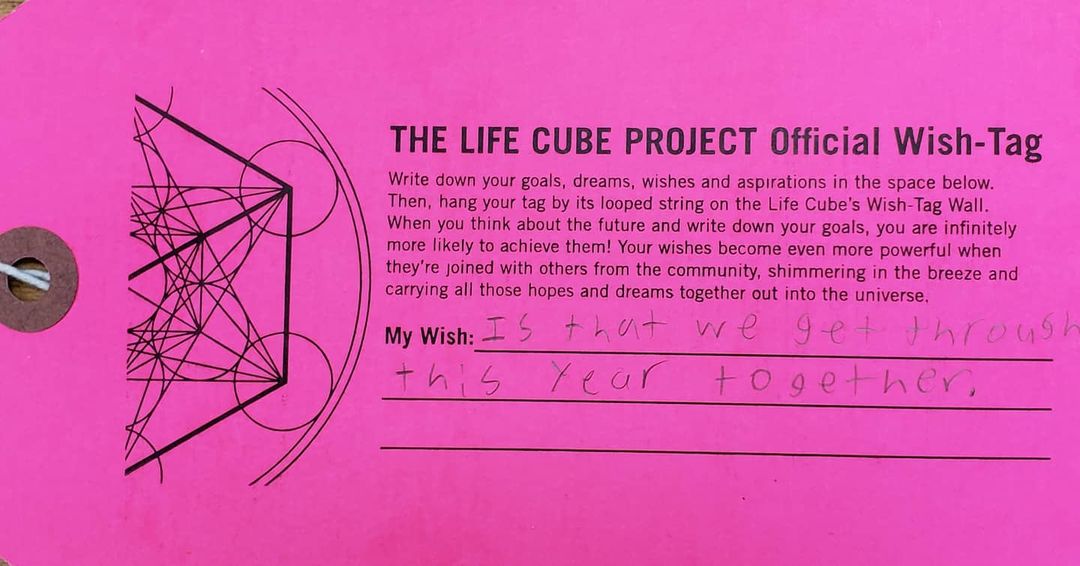 THE LIFE CUBE PROJECT Official Wish-Tag
Write down your goals, dreams, wishes and aspirations in the space below.
Then, hang your tag by its looped string on the Life Cube's Wish-Tag Wall.
When you think about the future and write down your goals, you are infinitely
more likely to achieve them! Your wishes become even more powerful when
they're joined with others from the community, shimmering in the breeze and
carrying all those hopes and dreams together out into the universe.
My Wish: Is that we get through
this Year together.